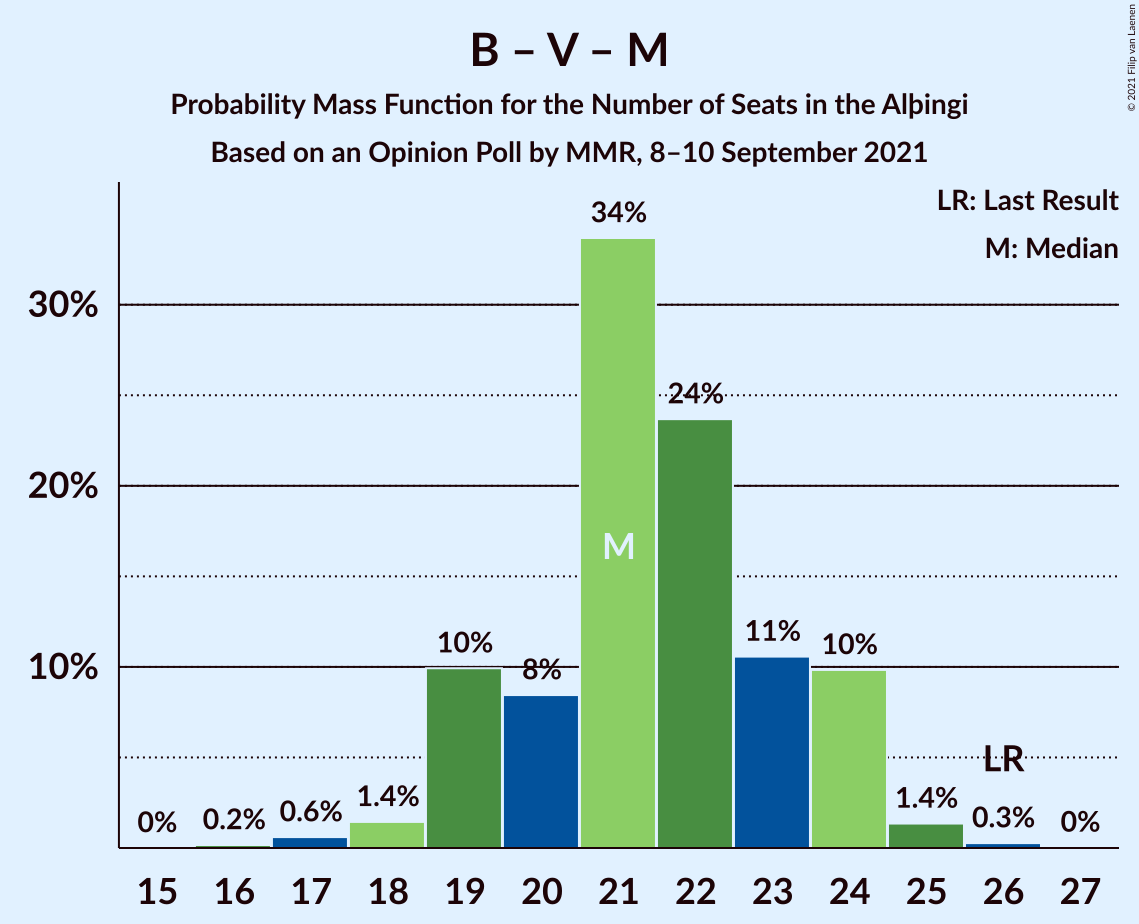 B – V – M
Probability Mass Function for the Number of Seats in the Alþingi
Based on an Opinion Poll by MMR, 8–10 September 2021
© 2021 Filip van Laenen
LR: Last Result
M: Median
34%
30%
24%
20%
M
10%
8%
11%
10%
10%
LR
0%
0.2%
0.6%
1.4%
1.4%
0.3%
0%
15 16 17 18 19 20 21 22 23 24 25 26 27